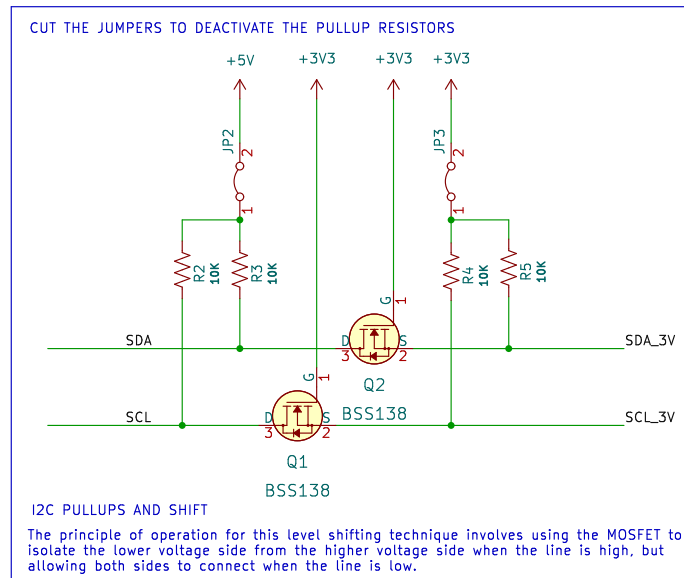 CUT THE JUMPERS TO DEACTIVATE THE PULLUP RESISTORS
+5V +3V3 +3V3 +3V3
JP2 2 1
JP3 2 1
R2 10K
R3 10K
R4 10K
R5 10K
G 1
SDA D 3 S 2 SDA_3V
Q2
BSS138
G 1
SCL D 3 S 2 SCL_3V
Q1
BSS138
I2C PULLUPS AND SHIFT
The principle of operation for this level shifting technique involves using the MOSFET to
isolate the lower voltage side from the higher voltage side when the line is high, but
allowing both sides to connect when the line is low.